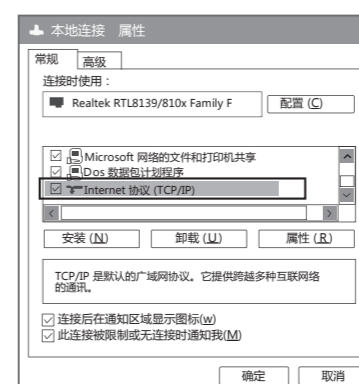 本地连接 属性
常规 高级
连接时使用：
Realtek RTL8139/810x Family F 配置 (C)
Microsoft 网络的文件和打印机共享
Dos 数据包计划程序
Internet 协议 (TCP/IP)
安装 (N) 卸载 (U) 属性 (R)
TCP/IP 是默认的广域网协议。它提供跨越多种互联网络
的通讯。
连接后在通知区域显示图标(w)
此连接被限制或无连接时通知我(M)
确定 取消